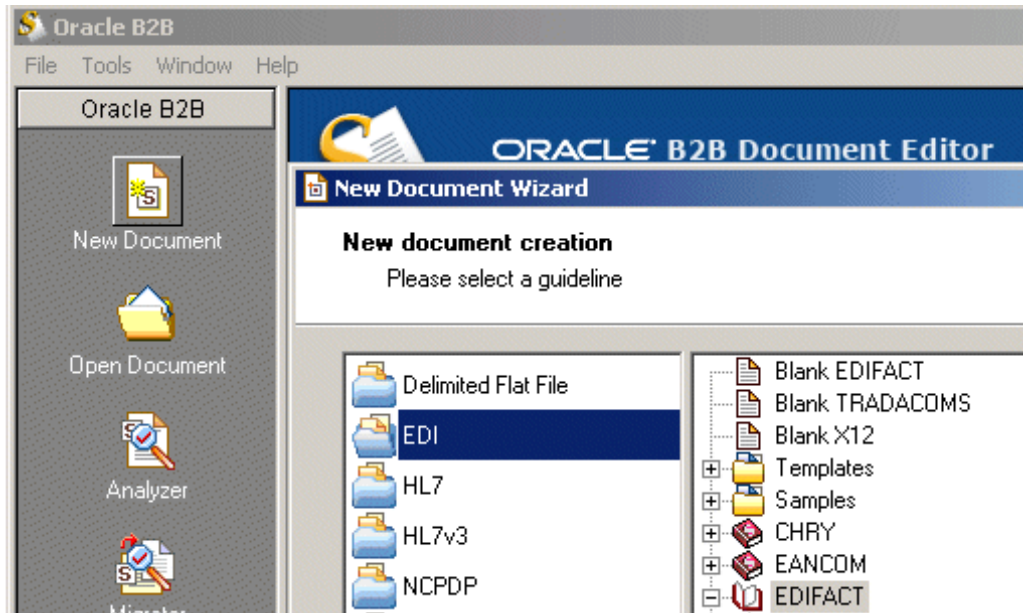 Oracle B2B
File Tools Window Help
Oracle B2B
New Document
Open Document
Analyzer
Migrator
ORACLE® B2B Document Editor
New Document Wizard
New document creation
Please select a guideline
Delimited Flat File
EDI
HL7
HL7v3
NCPDP
Blank EDIFACT
Blank TRADACOMS
Blank X12
Templates
Samples
CHRY
EANCOM
EDIFACT